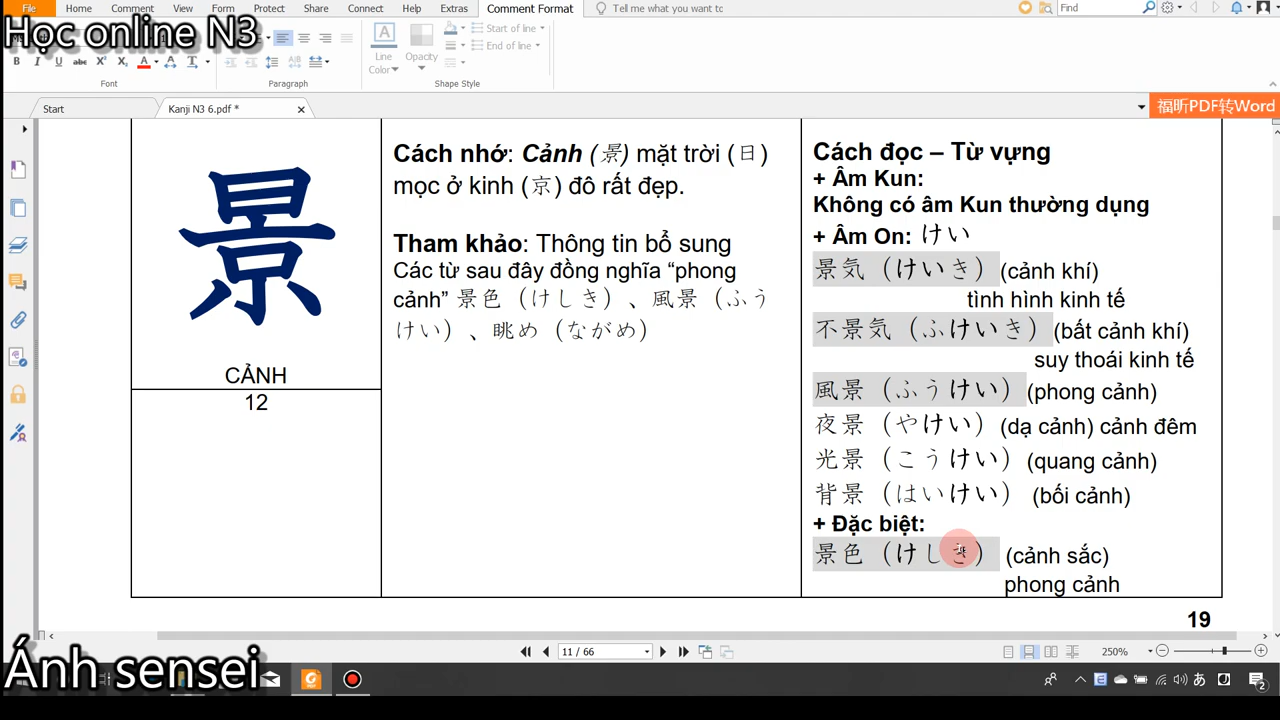 File Home Comment View Form Protect Share Connect Help Extras Comment Format Tell me what you want to Find
Học online N3
Line Color
Opacity
Start of line
End of line
Font Paragraph Shape Style
Start Kanji N3 6.pdf * 福昕PDF转Word
景
CẢNH
12
Cách nhớ: Cảnh (景) mặt trời (日)
mọc ở kinh (京) đô rất đẹp.
Tham khảo: Thông tin bổ sung
Các từ sau đây đồng nghĩa “phong
cảnh” 景色（けしき）、風景（ふう
けい）、眺め（ながめ）
Cách đọc – Từ vựng
+ Âm Kun:
Không có âm Kun thường dụng
+ Âm On: けい
景気（けいき）(cảnh khí)
tình hình kinh tế
不景気（ふけいき）(bất cảnh khí)
suy thoái kinh tế
風景（ふうけい）(phong cảnh)
夜景（やけい）(dạ cảnh) cảnh đêm
光景（こうけい）(quang cảnh)
背景（はいけい）(bối cảnh)
+ Đặc biệt:
景色（けしき）(cảnh sắc)
phong cảnh
19
11 / 66 250%
Ánh sensei
あ
2